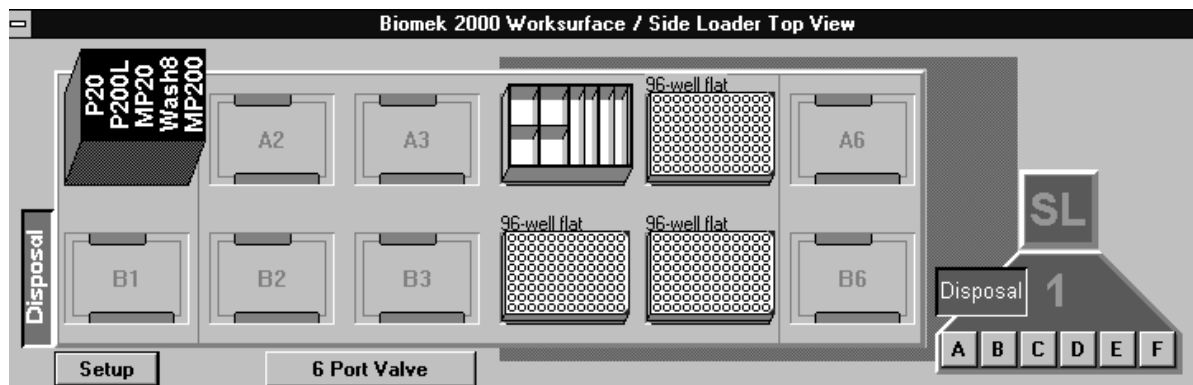 Biomek 2000 Worksurface / Side Loader Top View
P20
P200L
MP20
Wash8
MP200
A2
A3
96-well flat
A6
Disposal
B1
B2
B3
96-well flat
96-well flat
B6
SL
Disposal
1
A B C D E F
Setup
6 Port Valve